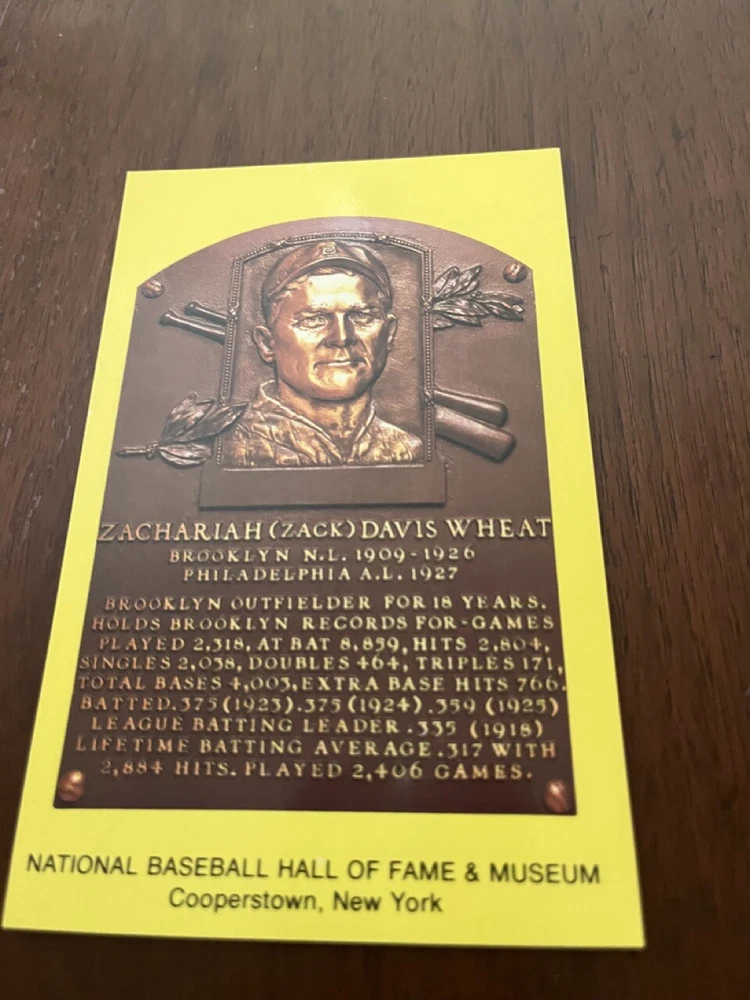 B
ZACHARIAH (ZACK) DAVIS WHEAT
BROOKLYN N.L. 1909-1926
PHILADELPHIA A.L. 1927
BROOKLYN OUTFIELDER FOR 18 YEARS.
HOLDS BROOKLYN RECORDS FOR-GAMES
PLAYED 2,318, AT BAT 8,859, HITS 2,804,
SINGLES 2,038, DOUBLES 464, TRIPLES 171,
TOTAL BASES 4,003, EXTRA BASE HITS 766.
BATTED .375 (1923) .375 (1924) .359 (1925)
LEAGUE BATTING LEADER .335 (1918)
LIFETIME BATTING AVERAGE .317 WITH
2,884 HITS. PLAYED 2,406 GAMES.
NATIONAL BASEBALL HALL OF FAME & MUSEUM
Cooperstown, New York